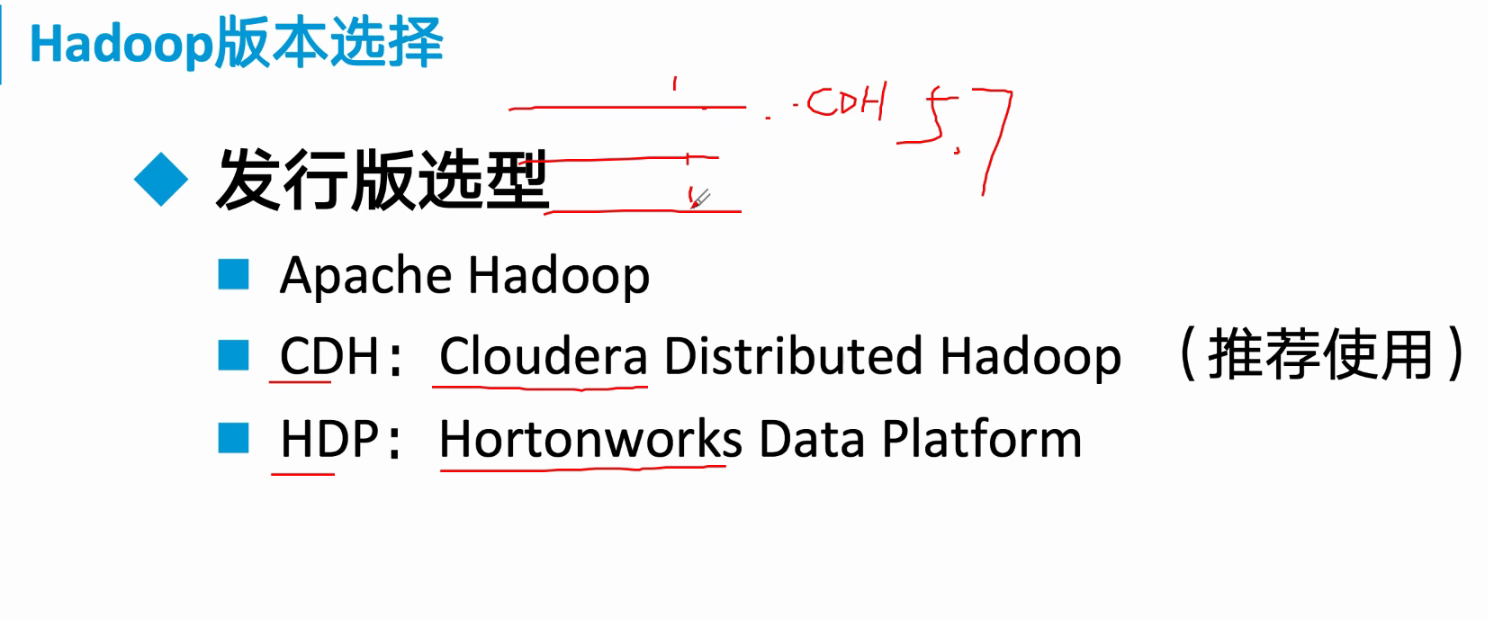 Hadoop版本选择
. .CDH 5.7
发行版选型
Apache Hadoop
CDH： Cloudera Distributed Hadoop （推荐使用）
HDP： Hortonworks Data Platform